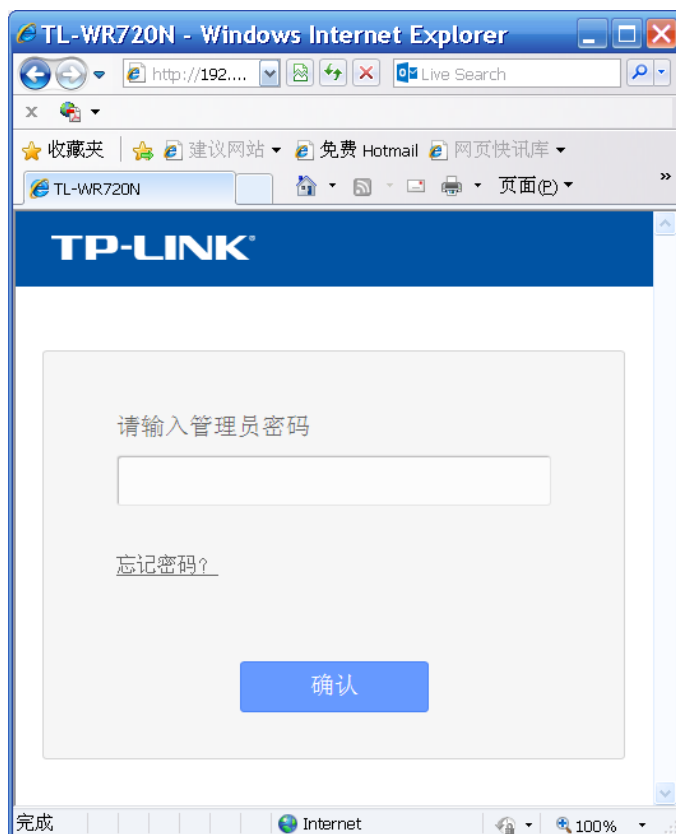 TL-WR720N - Windows Internet Explorer
http://192.... Live Search
x
收藏夹 建议网站 免费 Hotmail 网页快讯库
TL-WR720N 页面(P) »
TP-LINK®
请输入管理员密码
忘记密码？
确认
完成 Internet 100%